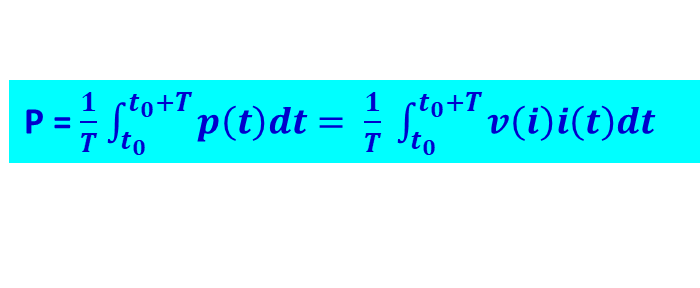 P = 1/T ∫_{t₀}^{t₀+T} p(t)dt = 1/T ∫_{t₀}^{t₀+T} v(i)i(t)dt